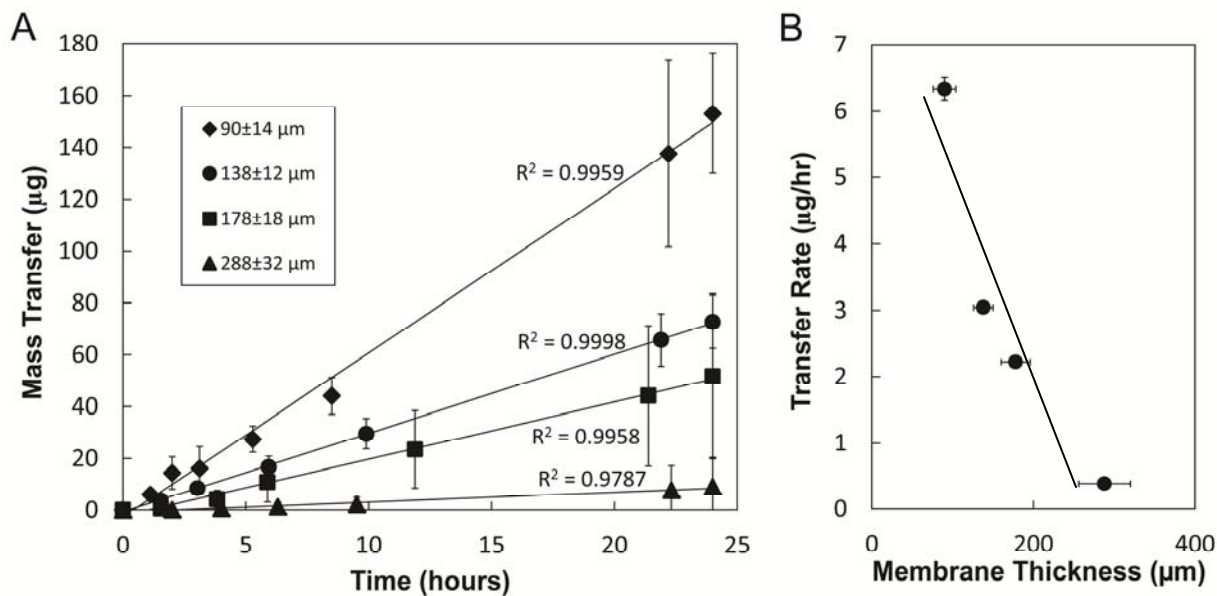 A
Mass Transfer (µg)
180
160
140
120
100
80
60
40
20
0
90±14 µm
138±12 µm
178±18 µm
288±32 µm
R² = 0.9959
R² = 0.9998
R² = 0.9958
R² = 0.9787
0 5 10 15 20 25
Time (hours)
B
Transfer Rate (µg/hr)
7
6
5
4
3
2
1
0
0 200 400
Membrane Thickness (µm)